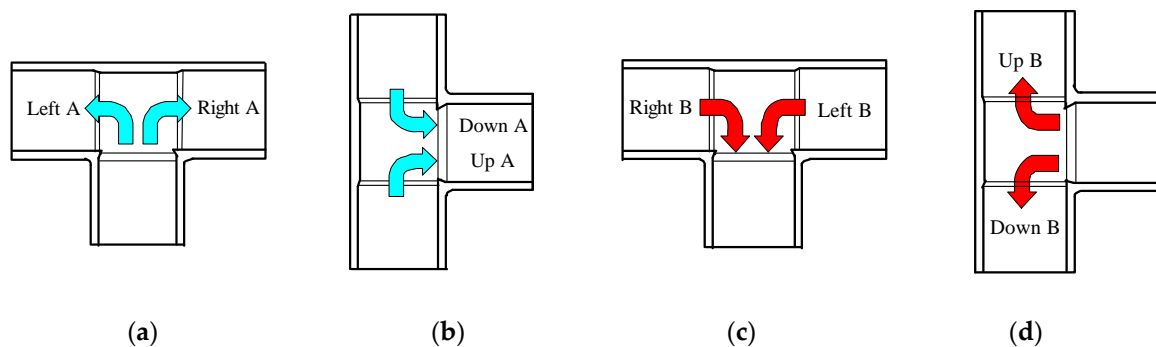 Left A
Right A
Down A
Up A
Right B
Left B
Up B
Down B
(a)
(b)
(c)
(d)